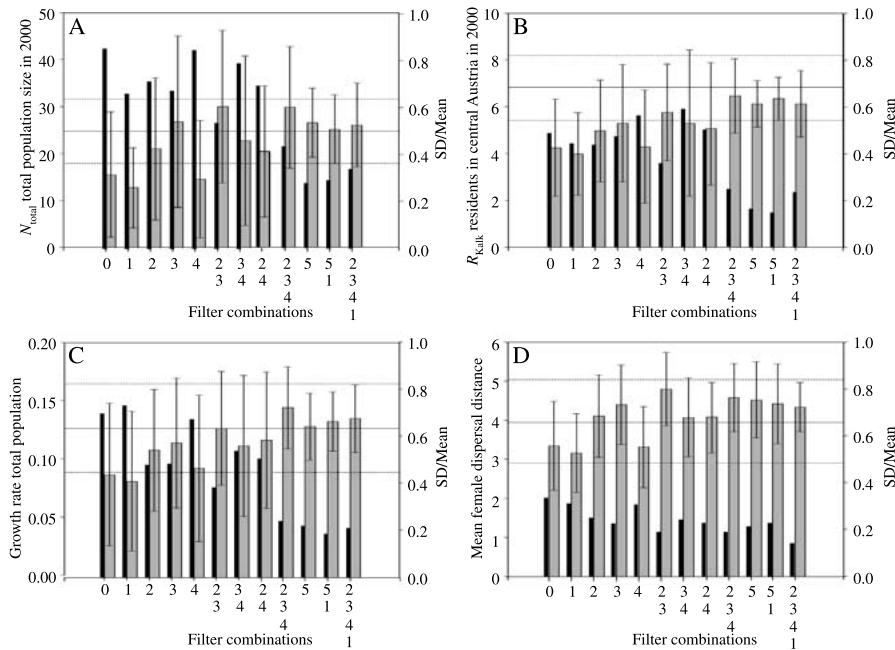 A
N_total total population size in 2000
50
40
30
20
10
0
1.0
0.8
0.6
0.4
0.2
0.0
SD/Mean
0 1 2 3 4 2 3 2 2 5 5 2
3 4 4 3 1 3
4 4
1
Filter combinations
B
R_Kalk residents in central Austria in 2000
10
8
6
4
2
0
1.0
0.8
0.6
0.4
0.2
0.0
SD/Mean
0 1 2 3 4 2 3 2 2 5 5 2
3 4 4 3 1 3
4 4
1
Filter combinations
C
Growth rate total population
0.20
0.15
0.10
0.05
0.00
1.0
0.8
0.6
0.4
0.2
0.0
SD/Mean
0 1 2 3 4 2 3 2 2 5 5 2
3 4 4 3 1 3
4 4
1
Filter combinations
D
Mean female dispersal distance
6
5
4
3
2
1
0
1.0
0.8
0.6
0.4
0.2
0.0
SD/Mean
0 1 2 3 4 2 3 2 2 5 5 2
3 4 4 3 1 3
4 4
1
Filter combinations